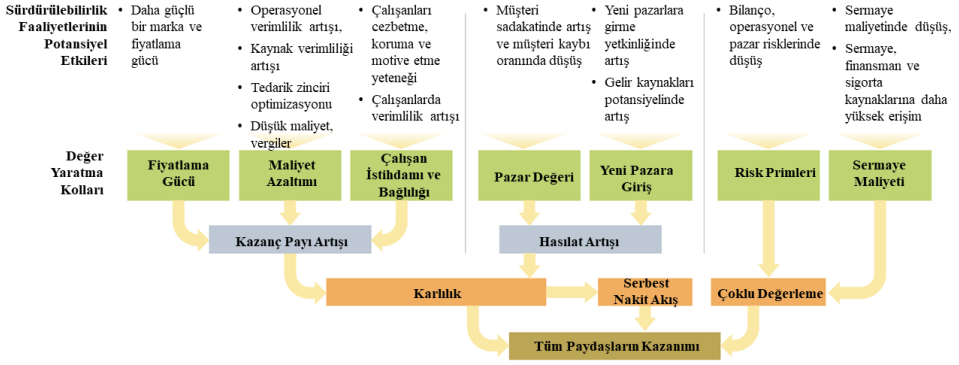 Sürdürülebilirlik
Faaliyetlerinin
Potansiyel
Etkileri
• Daha güçlü
bir marka ve
fiyatlama
gücü
• Operasyonel
verimlilik artışı,
• Kaynak verimliliği
artışı
• Tedarik zinciri
optimizasyonu
• Düşük maliyet,
vergiler
• Çalışanları
cezbetme,
koruma ve
motive etme
yeteneği
• Çalışanlarda
verimlilik artışı
• Müşteri
sadakatinde artış
ve müşteri kaybı
oranında düşüş
• Yeni pazarlara
girme
yetkinliğinde
artış
• Gelir kaynakları
potansiyelinde
artış
• Bilanço,
operasyonel ve
pazar risklerinde
düşüş
• Sermaye
maliyetinde düşüş,
• Sermaye,
finansman ve
sigorta
kaynaklarına daha
yüksek erişim
Değer
Yaratma
Kolları
Fiyatlama
Gücü
Maliyet
Azaltımı
Çalışan
İstihdamı ve
Bağlılığı
Pazar Değeri
Yeni Pazara
Giriş
Risk Primleri
Sermaye
Maliyeti
Kazanç Payı Artışı
Hasılat Artışı
Karlılık
Serbest
Nakit Akış
Çoklu Değerleme
Tüm Paydaşların Kazanımı